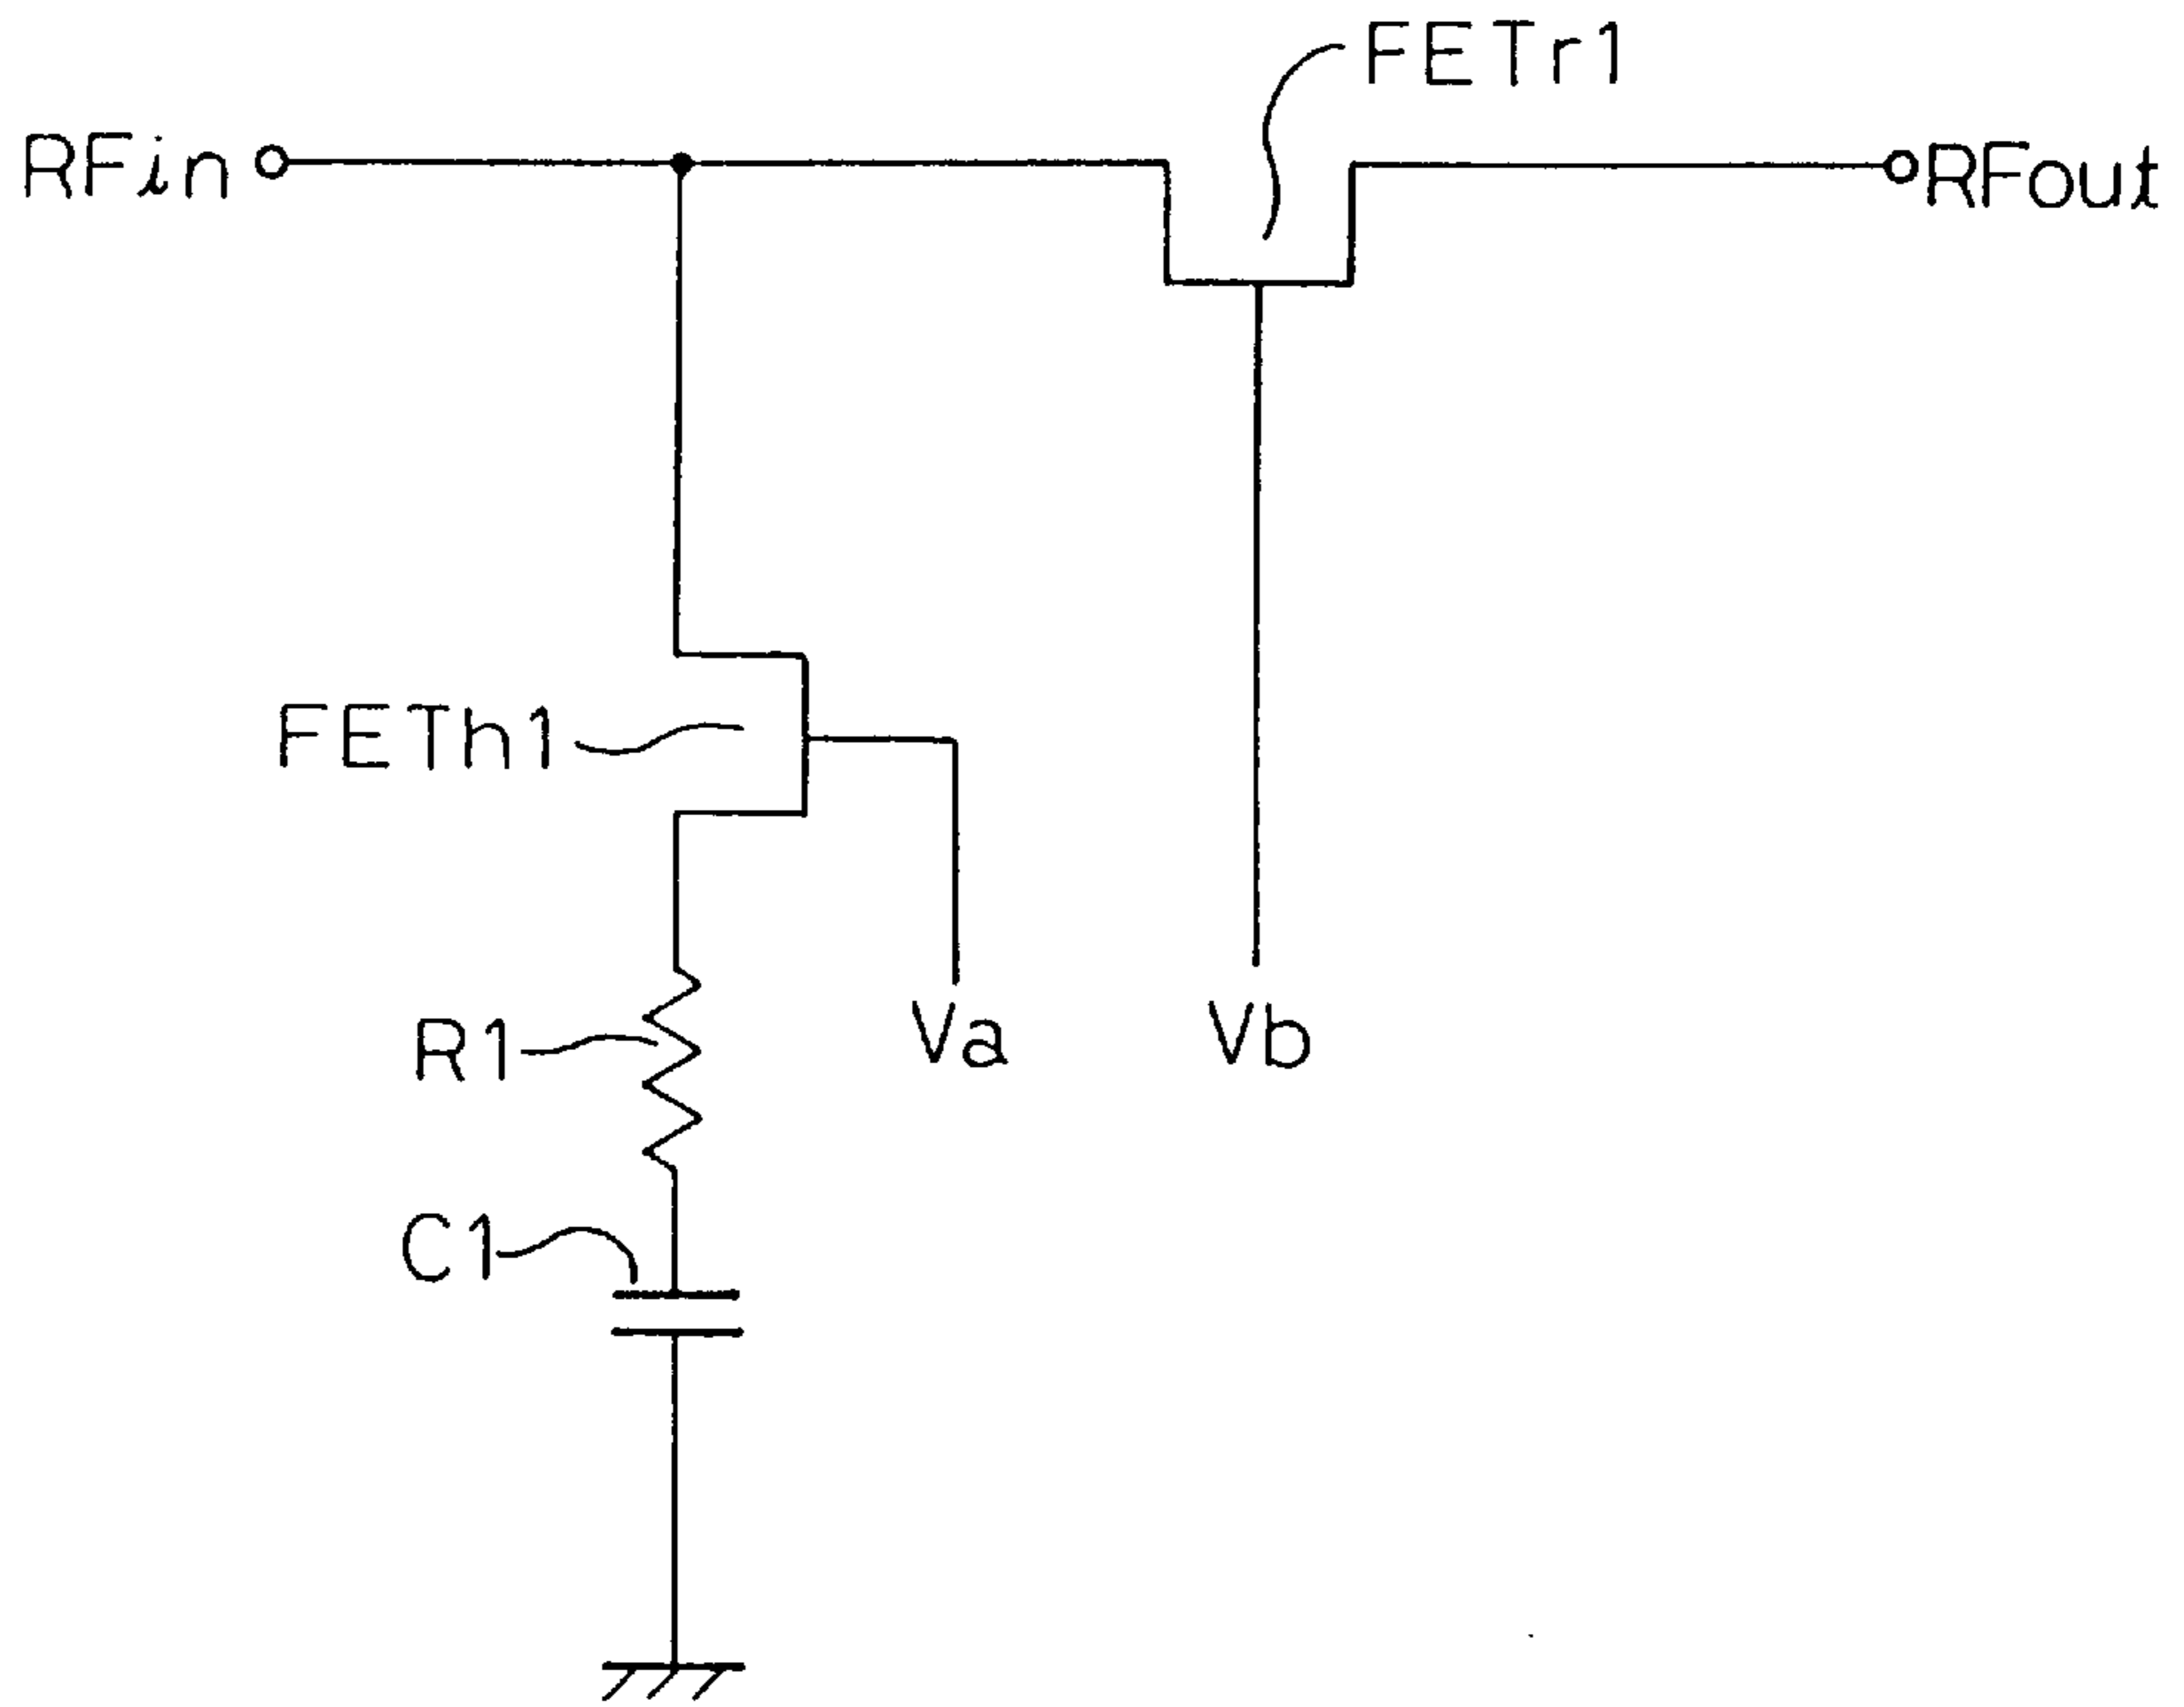 FETr1
RFin
RFout
FETh1
R1
Va
Vb
C1